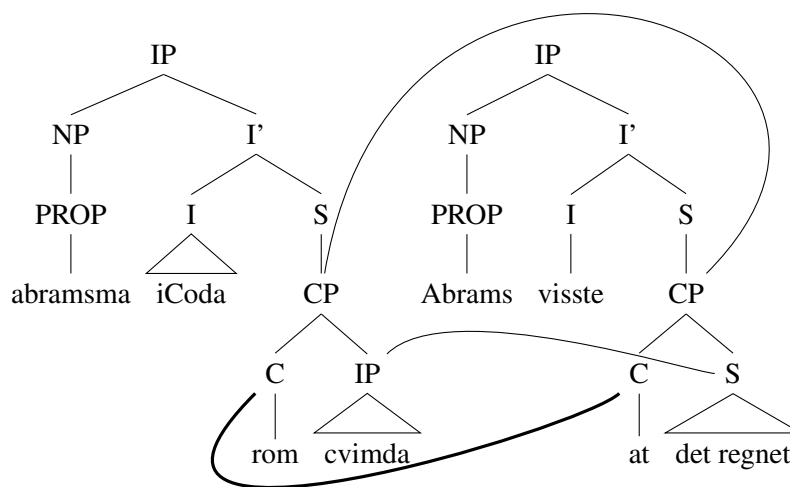 IP IP
NP I’ NP I’
PROP I S PROP I S
abramsma iCoda CP Abrams visste CP
C IP C S
rom cvimda at det regnet